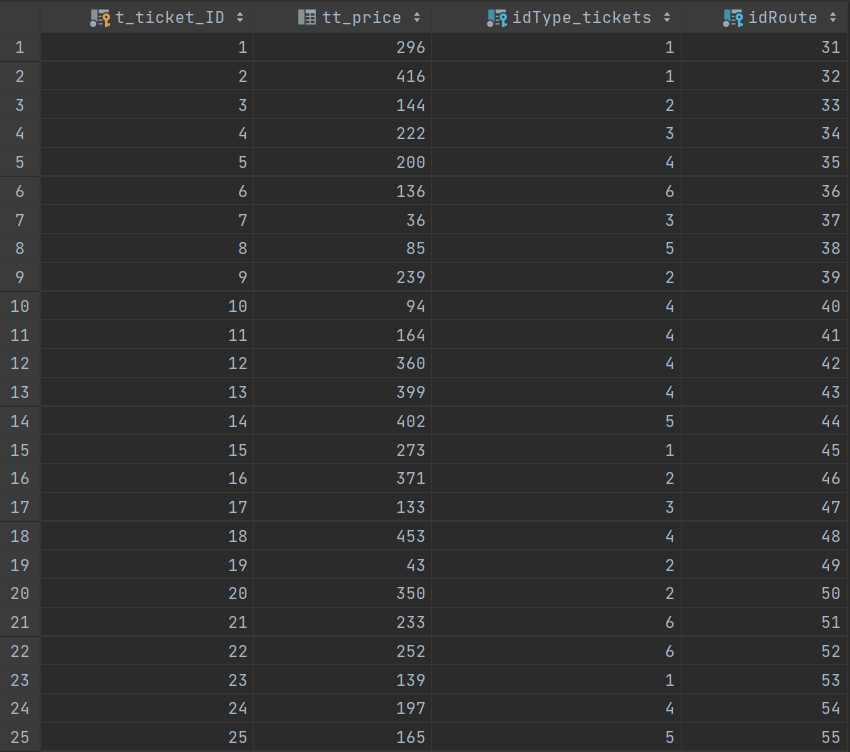 t_ticket_ID tt_price idType_tickets idRoute
1 1 296 1 31
2 2 416 1 32
3 3 144 2 33
4 4 222 3 34
5 5 200 4 35
6 6 136 6 36
7 7 36 3 37
8 8 85 5 38
9 9 239 2 39
10 10 94 4 40
11 11 164 4 41
12 12 360 4 42
13 13 399 4 43
14 14 402 5 44
15 15 273 1 45
16 16 371 2 46
17 17 133 3 47
18 18 453 4 48
19 19 43 2 49
20 20 350 2 50
21 21 233 6 51
22 22 252 6 52
23 23 139 1 53
24 24 197 4 54
25 25 165 5 55